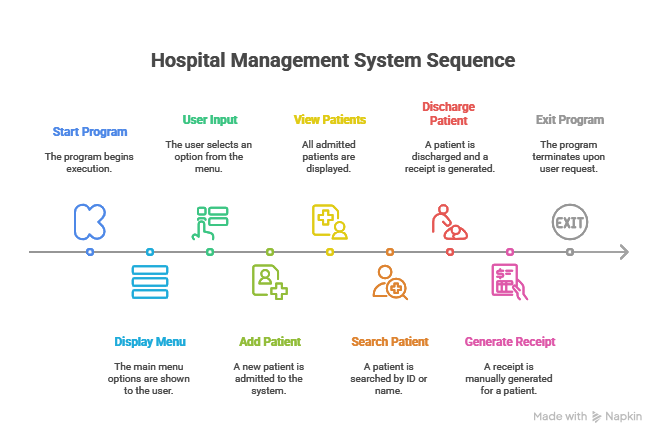 Hospital Management System Sequence
Start Program
The program begins
execution.
User Input
The user selects an
option from the
menu.
View Patients
All admitted
patients are
displayed.
Discharge
Patient
A patient is
discharged and a
receipt is generated.
Exit Program
The program
terminates upon
user request.
EXIT
Display Menu
The main menu
options are shown
to the user.
Add Patient
A new patient is
admitted to the
system.
Search Patient
A patient is
searched by ID or
name.
Generate Receipt
A receipt is
manually generated
for a patient.
Made with Napkin